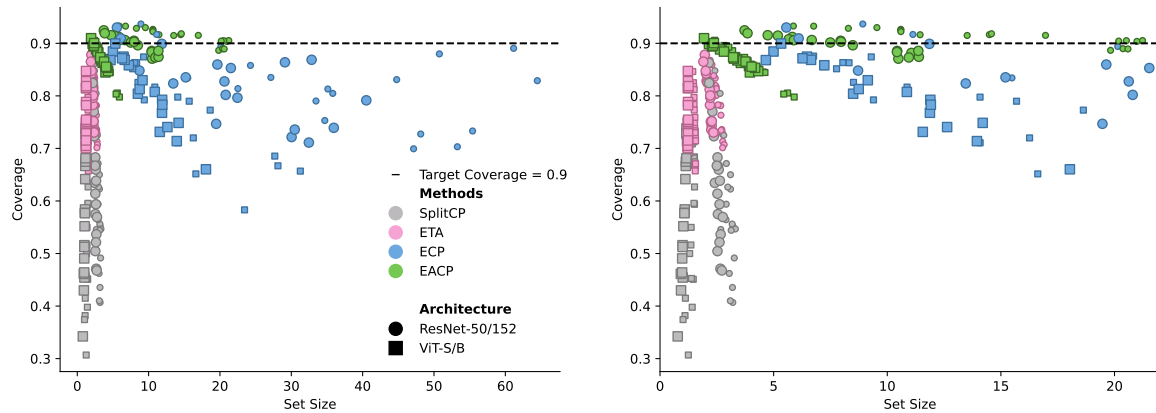 0.9
0.8
0.7
0.6
0.5
0.4
0.3
Coverage
0
10
20
30
40
50
60
Set Size
Target Coverage = 0.9
Methods
SplitCP
ETA
ECP
EACP
Architecture
ResNet-50/152
ViT-S/B
0.9
0.8
0.7
0.6
0.5
0.4
0.3
Coverage
0
5
10
15
20
Set Size